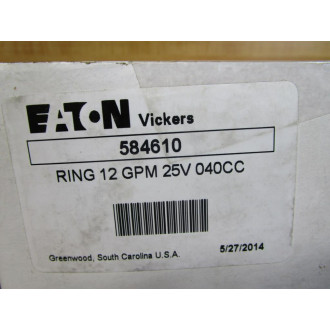 EATON Vickers
584610
RING 12 GPM 25V 040CC
Greenwood, South Carolina U.S.A. 5/27/2014